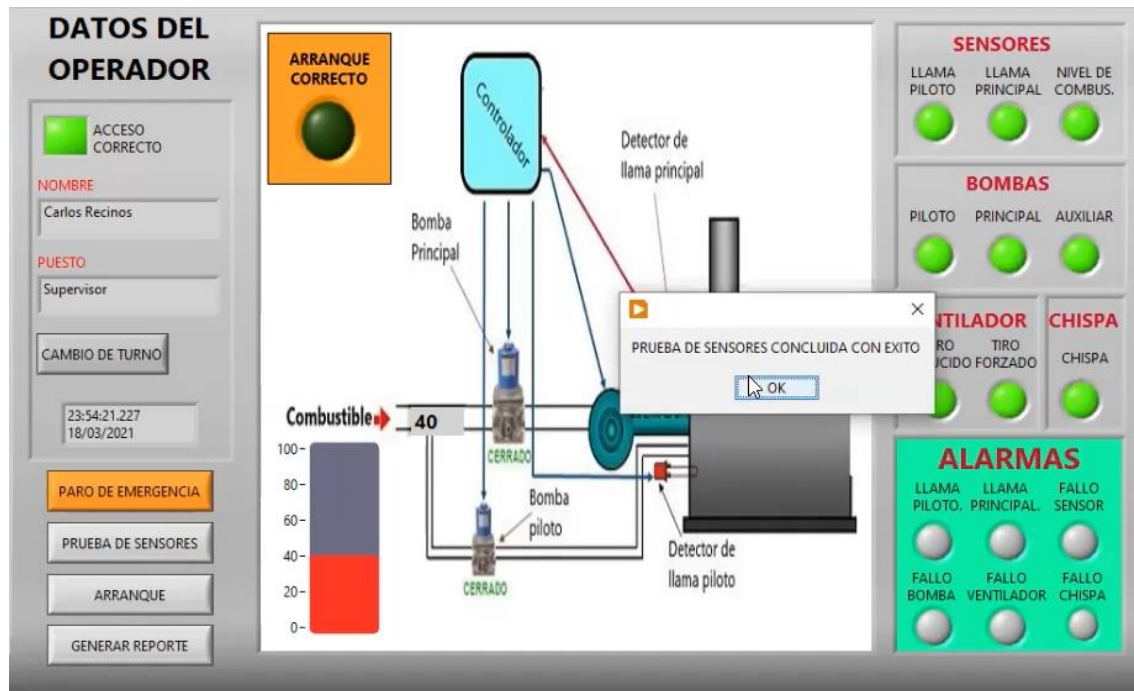 DATOS DEL
OPERADOR
ACCESO
CORRECTO
NOMBRE
Carlos Recinos
PUESTO
Supervisor
CAMBIO DE TURNO
23:54:21.227
18/03/2021
PARO DE EMERGENCIA
PRUEBA DE SENSORES
ARRANQUE
GENERAR REPORTE
ARRANQUE
CORRECTO
Controlador
Detector de
llama principal
Bomba
Principal
Combustible
40
CERRADO
100
80
60
40
20
0
Bomba
piloto
CERRADO
Detector de
llama piloto
PRUEBA DE SENSORES CONCLUIDA CON EXITO
OK
SENSORES
LLAMA PILOTO
LLAMA PRINCIPAL
NIVEL DE COMBUS.
BOMBAS
PILOTO PRINCIPAL AUXILIAR
TILADOR
TIRO
FORZADO
CHISPA
CHISPA
ALARMAS
LLAMA PILOTO.
LLAMA PRINCIPAL.
FALLO SENSOR
FALLO BOMBA
FALLO VENTILADOR
FALLO CHISPA